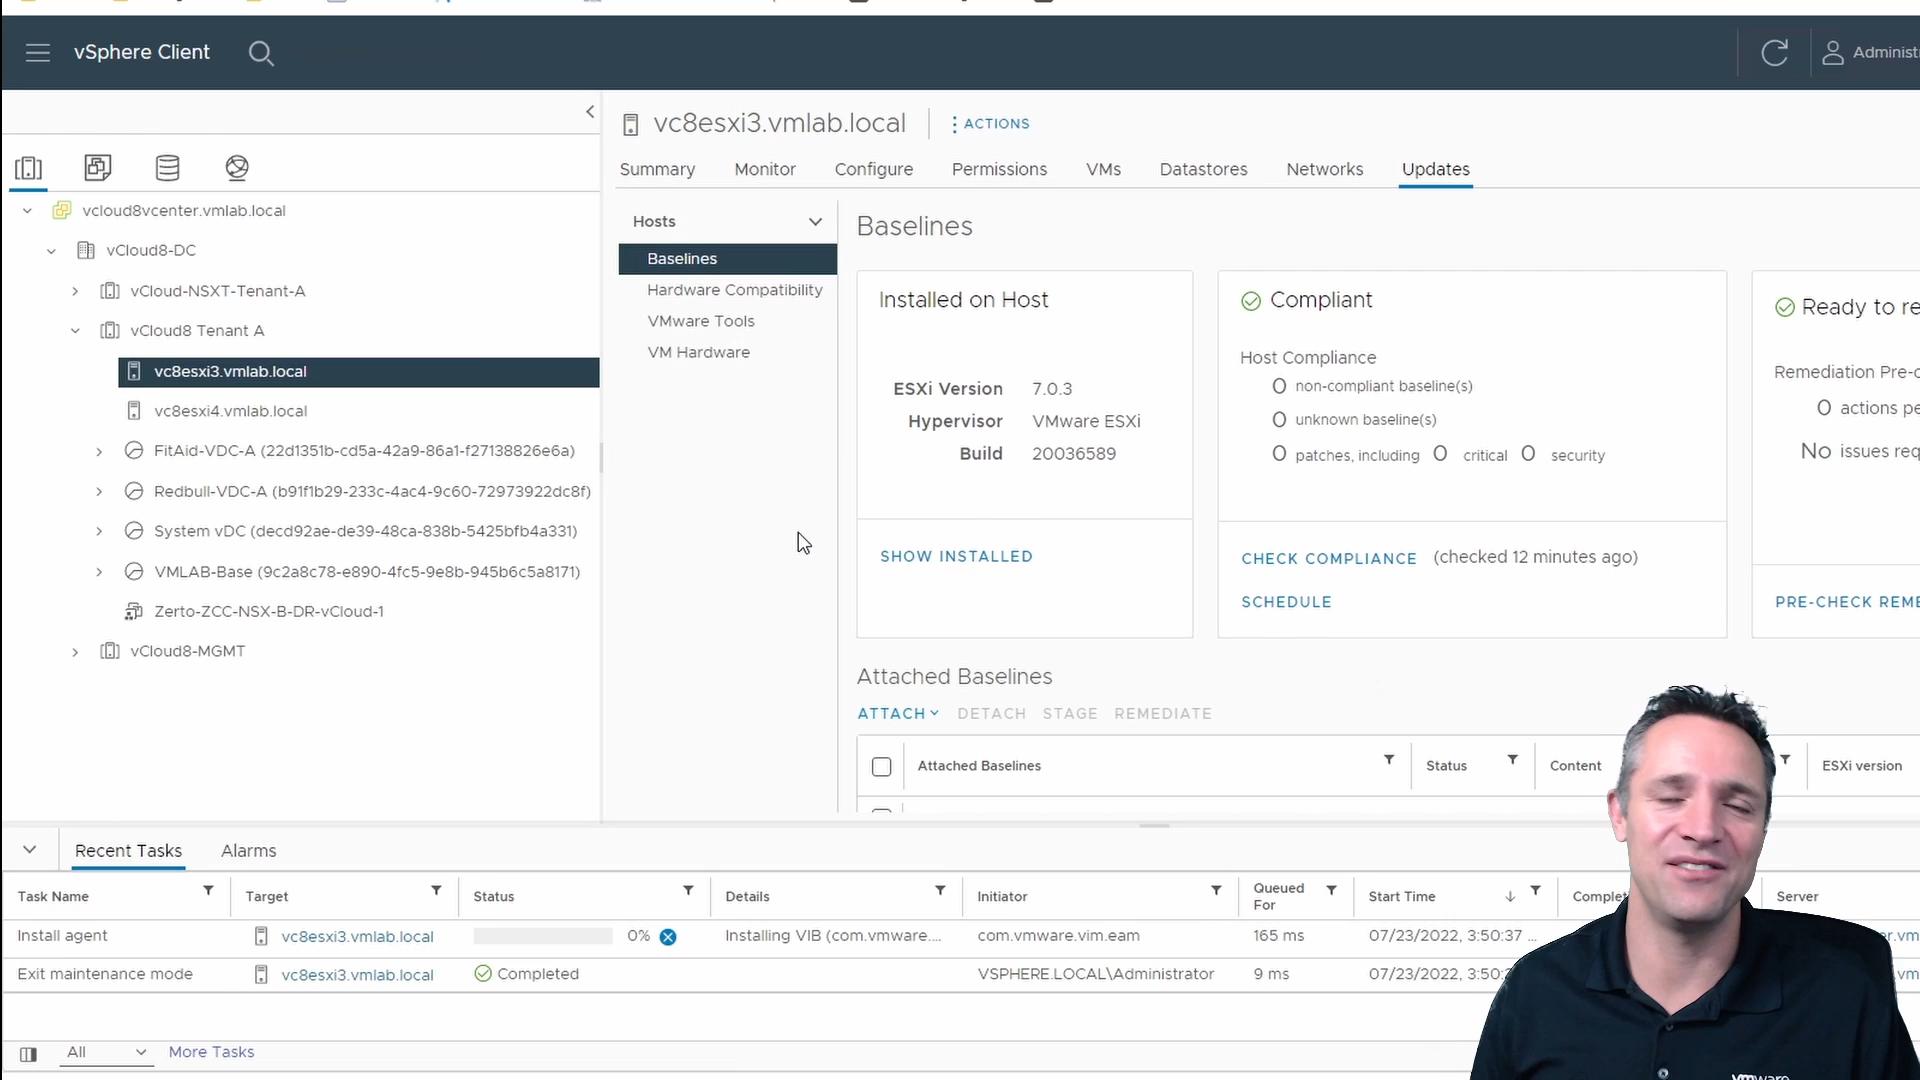 vSphere Client
vc8esxi3.vmlab.local
ACTIONS
Summary
Monitor
Configure
Permissions
VMs
Datastores
Networks
Updates
vcloud8vcenter.vmlab.local
vCloud8-DC
vCloud-NSXT-Tenant-A
vCloud8 Tenant A
vc8esxi3.vmlab.local
vc8esxi4.vmlab.local
FitAid-VDC-A (22d1351b-cd5a-42a9-86a1-f27138826e6a)
Redbull-VDC-A (b91f1b29-233c-4ac4-9c60-72973922dc8f)
System vDC (decd92ae-de39-48ca-838b-5425bfb4a331)
VMLAB-Base (9c2a8c78-e890-4fc5-9e8b-945b6c5a8171)
Zerto-ZCC-NSX-B-DR-vCloud-1
vCloud8-MGMT
Hosts
Baselines
Hardware Compatibility
VMware Tools
VM Hardware
Baselines
Installed on Host
ESXi Version 7.0.3
Hypervisor VMware ESXi
Build 20036589
SHOW INSTALLED
Compliant
Host Compliance
0 non-compliant baseline(s)
0 unknown baseline(s)
0 patches, including 0 critical 0 security
CHECK COMPLIANCE (checked 12 minutes ago)
SCHEDULE
Ready to re
Remediation Pre-c
0 actions pe
No issues req
PRE-CHECK REME
Attached Baselines
ATTACH DETACH STAGE REMEDIATE
Attached Baselines Status Content ESXi version
Recent Tasks Alarms
Task Name Target Status Details Initiator Queued For Start Time Complet Server
Install agent vc8esxi3.vmlab.local 0% Installing VIB (com.vmware.... com.vmware.vim.eam 165 ms 07/23/2022, 3:50:37 ...
Exit maintenance mode vc8esxi3.vmlab.local Completed VSPHERE.LOCAL\Administrator 9 ms 07/23/2022, 3:50:
All More Tasks
vmware